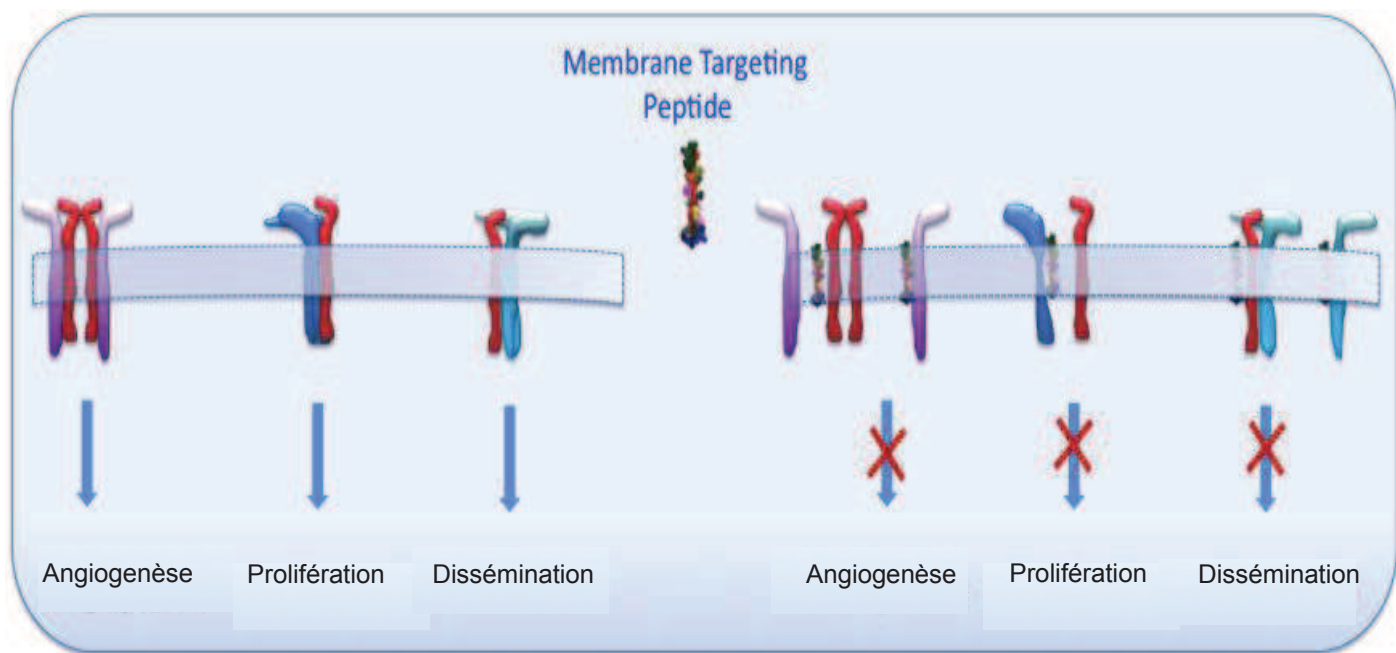 Membrane Targeting
Peptide
Angiogenèse
Prolifération
Dissémination
Angiogenèse
Prolifération
Dissémination